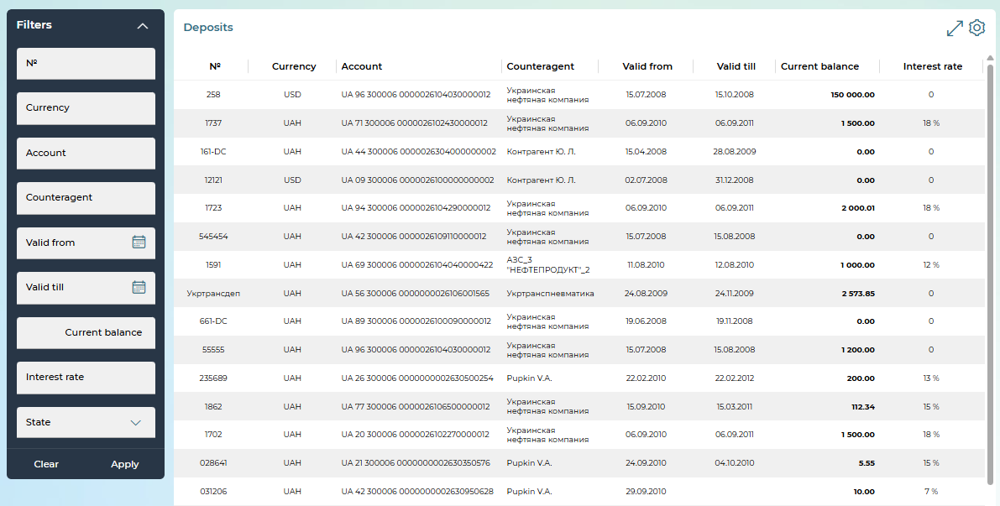 Filters
№
Currency
Account
Counteragent
Valid from
Valid till
Current balance
Interest rate
State
Clear Apply
Deposits
№ Currency Account Counteragent Valid from Valid till Current balance Interest rate
258 USD UA 96 300006 0000026104030000012 Украинская нефтяная компания 15.07.2008 15.10.2008 150 000.00 0
1737 UAH UA 71 300006 0000026102430000012 Украинская нефтяная компания 06.09.2010 06.09.2011 1 500.00 18 %
161-DC UAH UA 44 300006 0000026304000000002 Контрагент Ю. Л. 15.04.2008 28.08.2009 0.00 0
12121 USD UA 09 300006 0000026100000000002 Контрагент Ю. Л. 02.07.2008 31.12.2008 0.00 0
1723 UAH UA 94 300006 0000026104290000012 Украинская нефтяная компания 06.09.2010 06.09.2011 2 000.01 18 %
545454 UAH UA 42 300006 0000026109110000012 Украинская нефтяная компания 15.07.2008 15.08.2008 0.00 0
1591 UAH UA 69 300006 0000026104040000422 АЗС_3 "НЕФТЕПРОДУКТ"_2 11.08.2010 12.08.2010 1 000.00 12 %
Укртрансдеп UAH UA 56 300006 0000000026106001565 Укртранспневматика 24.08.2009 24.11.2009 2 573.85 0
661-DC UAH UA 89 300006 0000026100090000012 Украинская нефтяная компания 19.06.2008 19.11.2008 0.00 0
55555 UAH UA 96 300006 0000026104030000012 Украинская нефтяная компания 15.07.2008 15.08.2008 1 200.00 0
235689 UAH UA 26 300006 0000000002630500254 Pupkin V.A. 22.02.2010 22.02.2012 200.00 13 %
1862 UAH UA 77 300006 0000026106500000012 Украинская нефтяная компания 15.09.2010 15.03.2011 112.34 15 %
1702 UAH UA 20 300006 0000026102270000012 Украинская нефтяная компания 06.09.2010 06.09.2011 1 500.00 18 %
028641 UAH UA 21 300006 0000000002630350576 Pupkin V.A. 24.09.2010 04.10.2010 5.55 15 %
031206 UAH UA 42 300006 0000000002630950628 Pupkin V.A. 29.09.2010 10.00 7 %